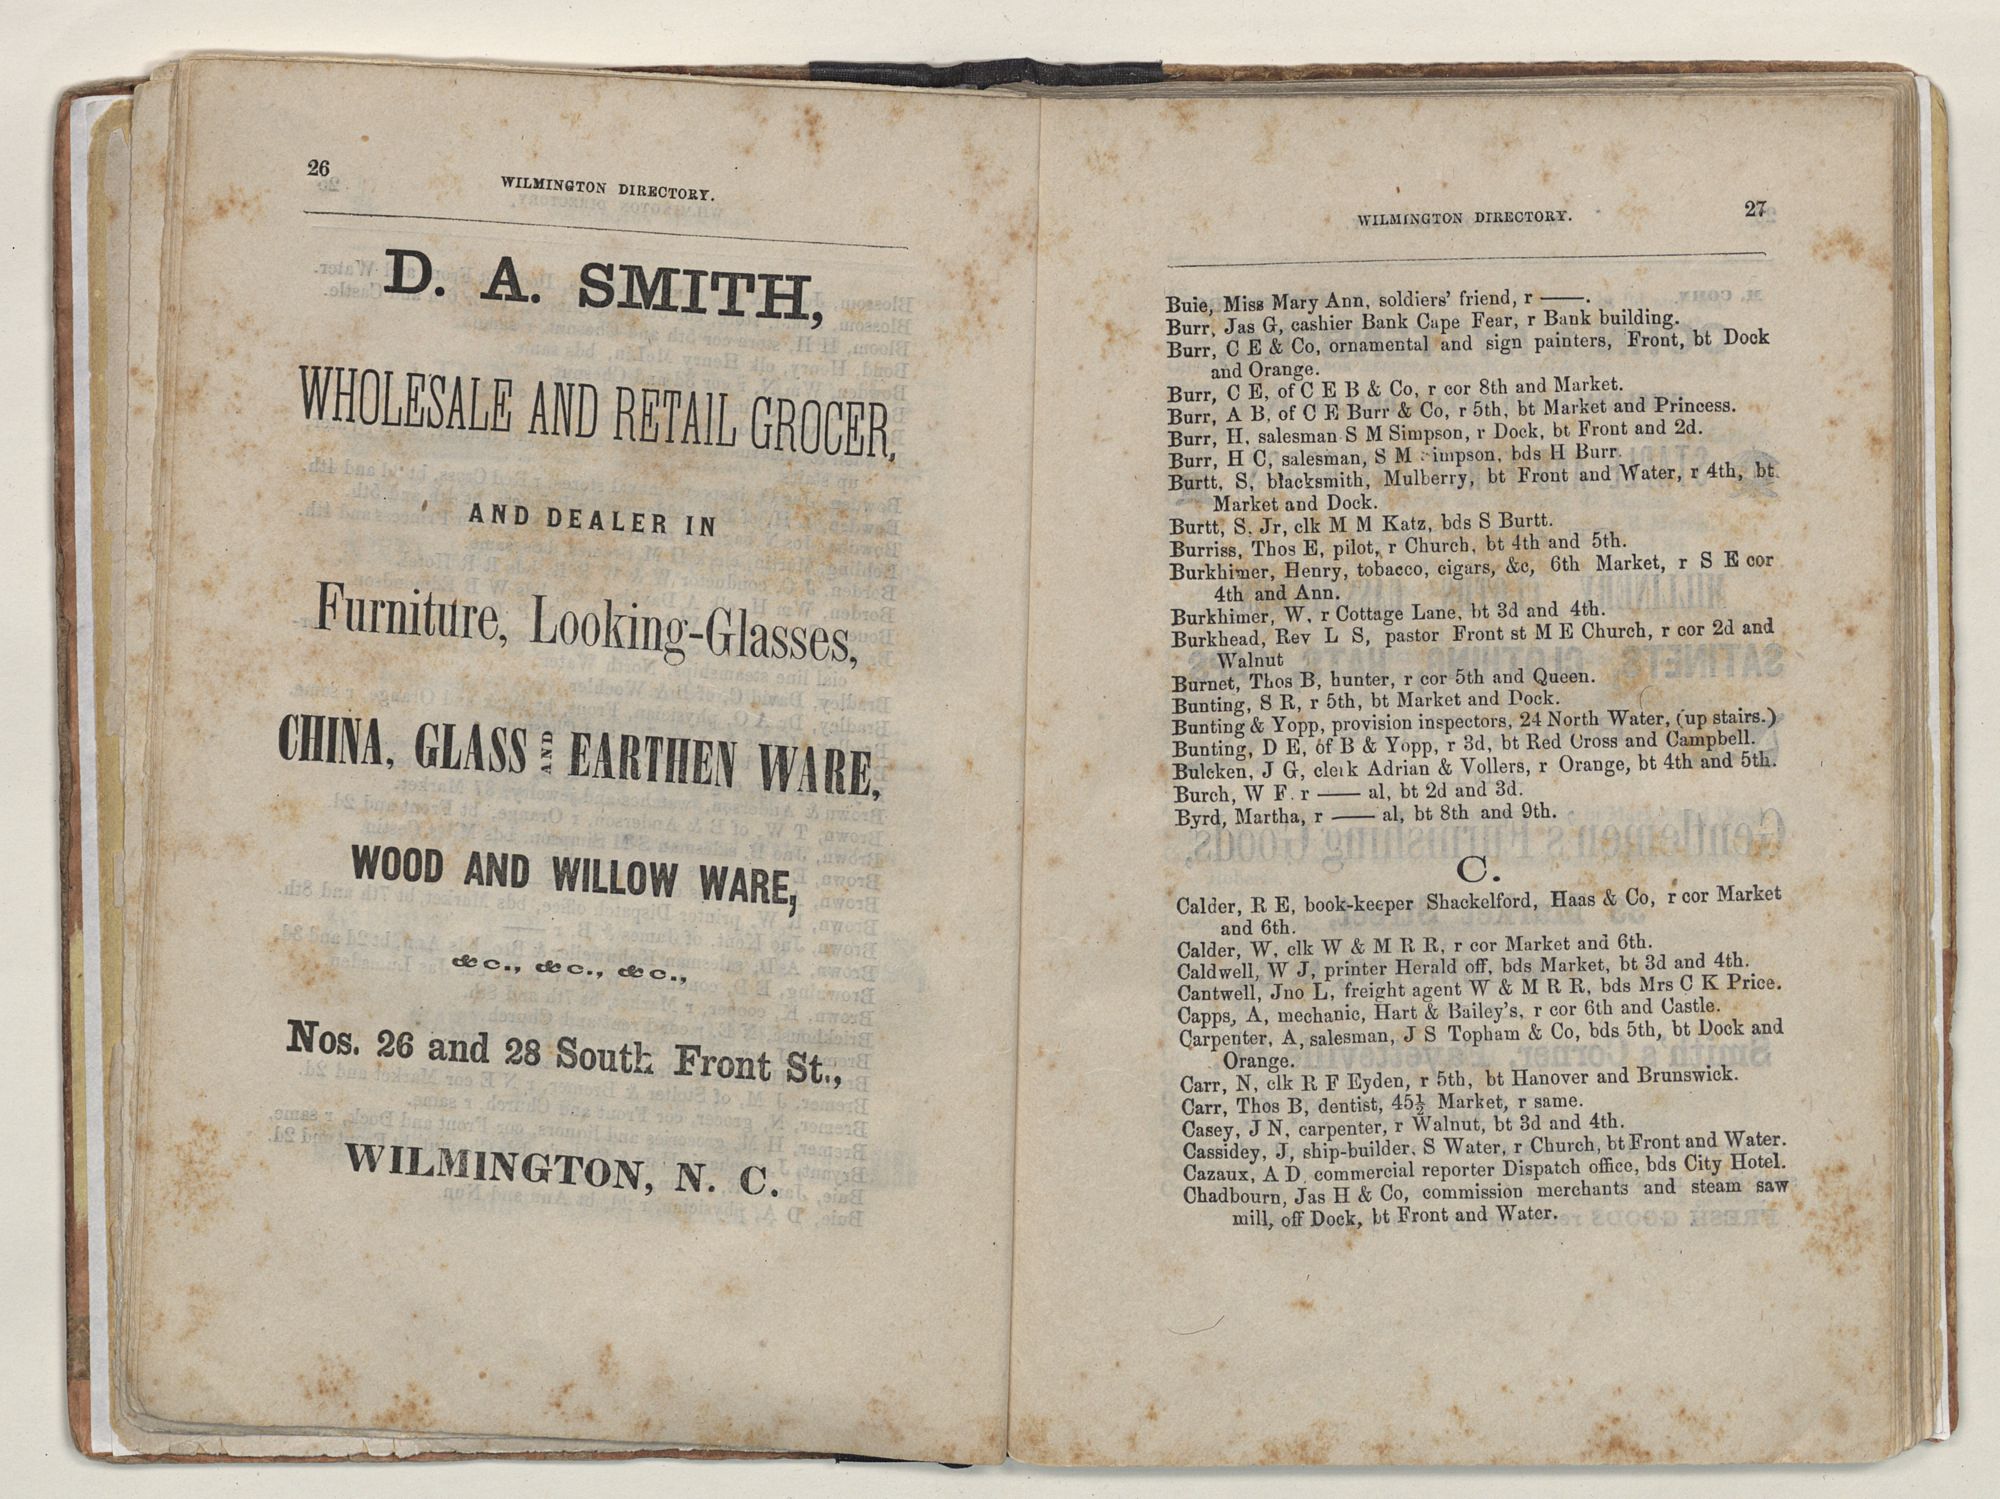 26
WILMINGTON DIRECTORY.
D. A. SMITH,
WHOLESALE AND RETAIL GROCER,
AND DEALER IN
Furniture, Looking-Glasses,
CHINA, GLASS AND EARTHEN WARE,
WOOD AND WILLOW WARE,
&c., &c., &c.,
Nos. 26 and 28 South Front St.,
WILMINGTON, N. C.
WILMINGTON DIRECTORY. 27
Buie, Miss Mary Ann, soldiers' friend, r ——.
Burr, Jas G, cashier Bank Cape Fear, r Bank building.
Burr, C E & Co, ornamental and sign painters, Front, bt Dock
and Orange.
Burr, C E, of C E B & Co, r cor 8th and Market.
Burr, A B, of C E Burr & Co, r 5th, bt Market and Princess.
Burr, H, salesman S M Simpson, r Dock, bt Front and 2d.
Burr, H C, salesman, S M Simpson, bds H Burr.
Burtt, S, blacksmith, Mulberry, bt Front and Water, r 4th, bt
Market and Dock.
Burtt, S. Jr, clk M M Katz, bds S Burtt.
Burriss, Thos E, pilot, r Church, bt 4th and 5th.
Burkhimer, Henry, tobacco, cigars, &c, 6th Market, r S E cor
4th and Ann.
Burkhimer, W, r Cottage Lane, bt 3d and 4th.
Burkhead, Rev L S, pastor Front st M E Church, r cor 2d and
Walnut
Burnet, Thos B, hunter, r cor 5th and Queen.
Bunting, S R, r 5th, bt Market and Dock.
Bunting & Yopp, provision inspectors, 24 North Water, (up stairs.)
Bunting, D E, of B & Yopp, r 3d, bt Red Cross and Campbell.
Bulcken, J G, clerk Adrian & Vollers, r Orange, bt 4th and 5th.
Burch, W F. r —— al, bt 2d and 3d.
Byrd, Martha, r —— al, bt 8th and 9th.
C.
Calder, R E, book-keeper Shackelford, Haas & Co, r cor Market
and 6th.
Calder, W, clk W & M R R, r cor Market and 6th.
Caldwell, W J, printer Herald off, bds Market, bt 3d and 4th.
Cantwell, Jno L, freight agent W & M R R, bds Mrs C K Price.
Capps, A, mechanic, Hart & Bailey's, r cor 6th and Castle.
Carpenter, A, salesman, J S Topham & Co, bds 5th, bt Dock and
Orange.
Carr, N, clk R F Eyden, r 5th, bt Hanover and Brunswick.
Carr, Thos B, dentist, 45½ Market, r same.
Casey, J N, carpenter, r Walnut, bt 3d and 4th.
Cassidey, J, ship-builder, S Water, r Church, bt Front and Water.
Cazaux, A D, commercial reporter Dispatch office, bds City Hotel.
Chadbourn, Jas H & Co, commission merchants and steam saw
mill, off Dock, bt Front and Water.